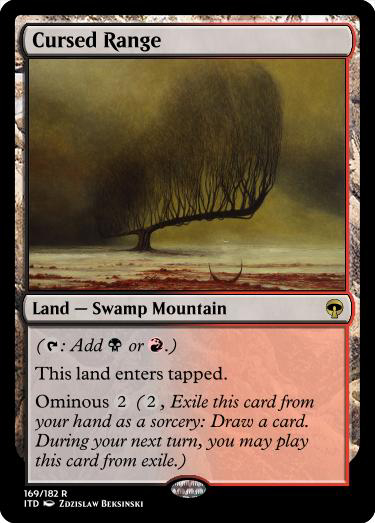 Cursed Range
Land — Swamp Mountain
(: Add or .)
This land enters tapped.
Ominous 2 (2, Exile this card from
your hand as a sorcery: Draw a card.
During your next turn, you may play
this card from exile.)
169/182 R
ITD Zdzislaw Beksinski